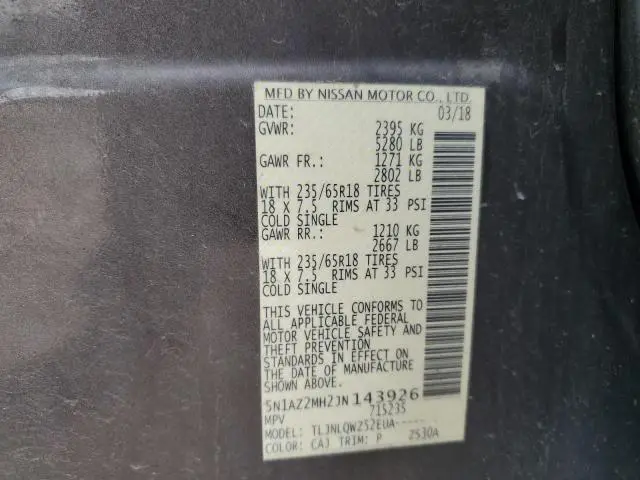 MFD BY NISSAN MOTOR CO., LTD.
DATE: 03/18
GVWR: 2395 KG
5280 LB
GAWR FR.: 1271 KG
2802 LB
WITH 235/65R18 TIRES
18 X 7.5 RIMS AT 33 PSI
COLD SINGLE
GAWR RR.: 1210 KG
2667 LB
WITH 235/65R18 TIRES
18 X 7.5 RIMS AT 33 PSI
COLD SINGLE
THIS VEHICLE CONFORMS TO
ALL APPLICABLE FEDERAL
MOTOR VEHICLE SAFETY AND
THEFT PREVENTION
STANDARDS IN EFFECT ON
THE DATE OF MANUFACTURE
SHOWN ABOVE.
5N1AZ2MH2JN143926
MPV 715235
MODEL: TLJNLQWZ52EUA-----
COLOR: CAJ TRIM: P 2530A